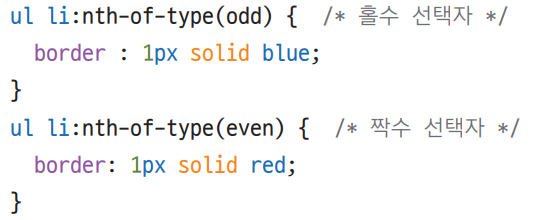 ul li:nth-of-type(odd) {  /* 홀수 선택자 */
  border : 1px solid blue;
}
ul li:nth-of-type(even) {  /* 짝수 선택자 */
  border: 1px solid red;
}